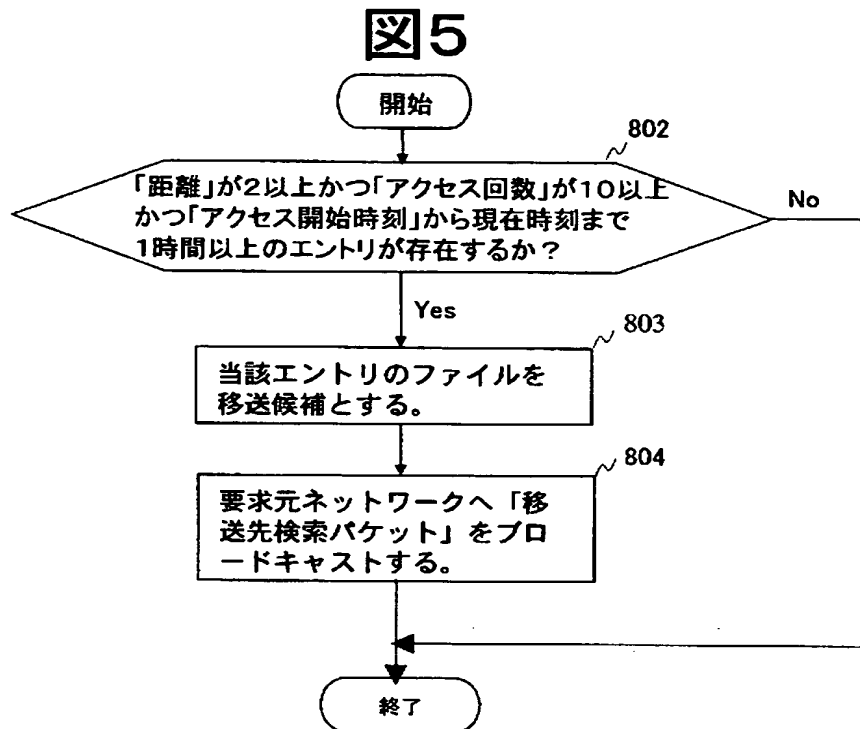 図5
開始
802
「距離」が2以上かつ「アクセス回数」が10以上
かつ「アクセス開始時刻」から現在時刻まで
1時間以上のエントリが存在するか？
No
Yes
803
当該エントリのファイルを
移送候補とする。
804
要求元ネットワークへ「移
送先検索パケット」をブロ
ードキャストする。
終了